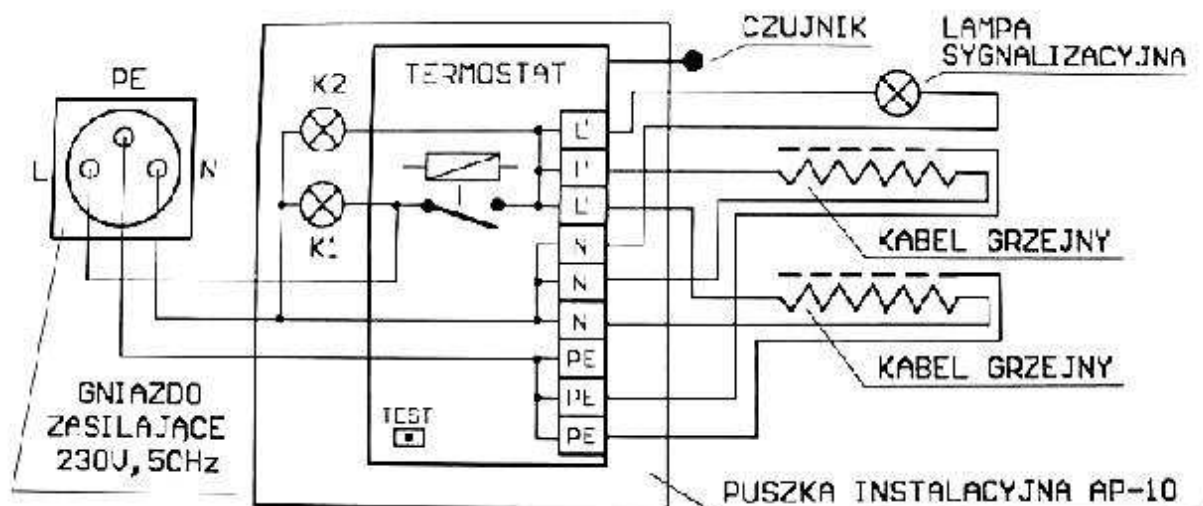 CZUJNIK
LAMPA
SYGNALIZACYJNA
TERMOSTAT
PE
K2
L
N
K1
L'
L'
L'
N
N
N
PE
PE
PE
KABEL GRZEJNY
KABEL GRZEJNY
GNIAZDO
ZASILAJĄCE
230V, 50Hz
TEST
PUSZKA INSTALACYJNA AP-10